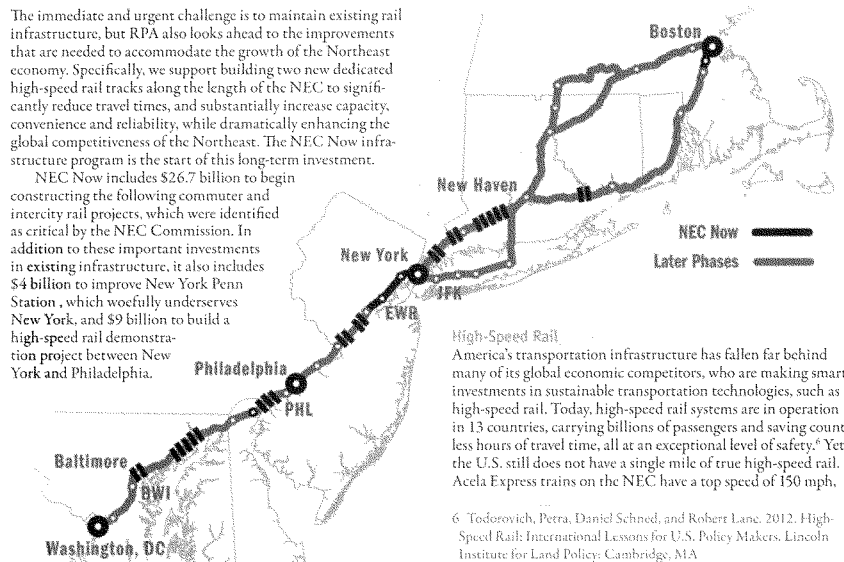 The immediate and urgent challenge is to maintain existing rail
infrastructure, but RPA also looks ahead to the improvements
that are needed to accommodate the growth of the Northeast
economy. Specifically, we support building two new dedicated
high-speed rail tracks along the length of the NEC to signifi-
cantly reduce travel times, and substantially increase capacity,
convenience and reliability, while dramatically enhancing the
global competitiveness of the Northeast. The NEC Now infra-
structure program is the start of this long-term investment.
NEC Now includes $26.7 billion to begin
constructing the following commuter and
intercity rail projects, which were identified
as critical by the NEC Commission. In
addition to these important investments
in existing infrastructure, it also includes
$4 billion to improve New York Penn
Station , which woefully underserves
New York, and $9 billion to build a
high-speed rail demonstra-
tion project between New
York and Philadelphia.
Boston
New Haven
New York
JFK
EWR
Philadelphia
PHL
Baltimore
BWI
Washington, DC
NEC Now
Later Phases
High-Speed Rail
America's transportation infrastructure has fallen far behind
many of its global economic competitors, who are making smart
investments in sustainable transportation technologies, such as
high-speed rail. Today, high-speed rail systems are in operation
in 13 countries, carrying billions of passengers and saving count
less hours of travel time, all at an exceptional level of safety.6 Yet
the U.S. still does not have a single mile of true high-speed rail.
Acela Express trains on the NEC have a top speed of 150 mph,
6 Todorovich, Petra, Daniel Schned, and Robert Lane. 2012. High-
Speed Rail: International Lessons for U.S. Policy Makers. Lincoln
Institute for Land Policy: Cambridge, MA